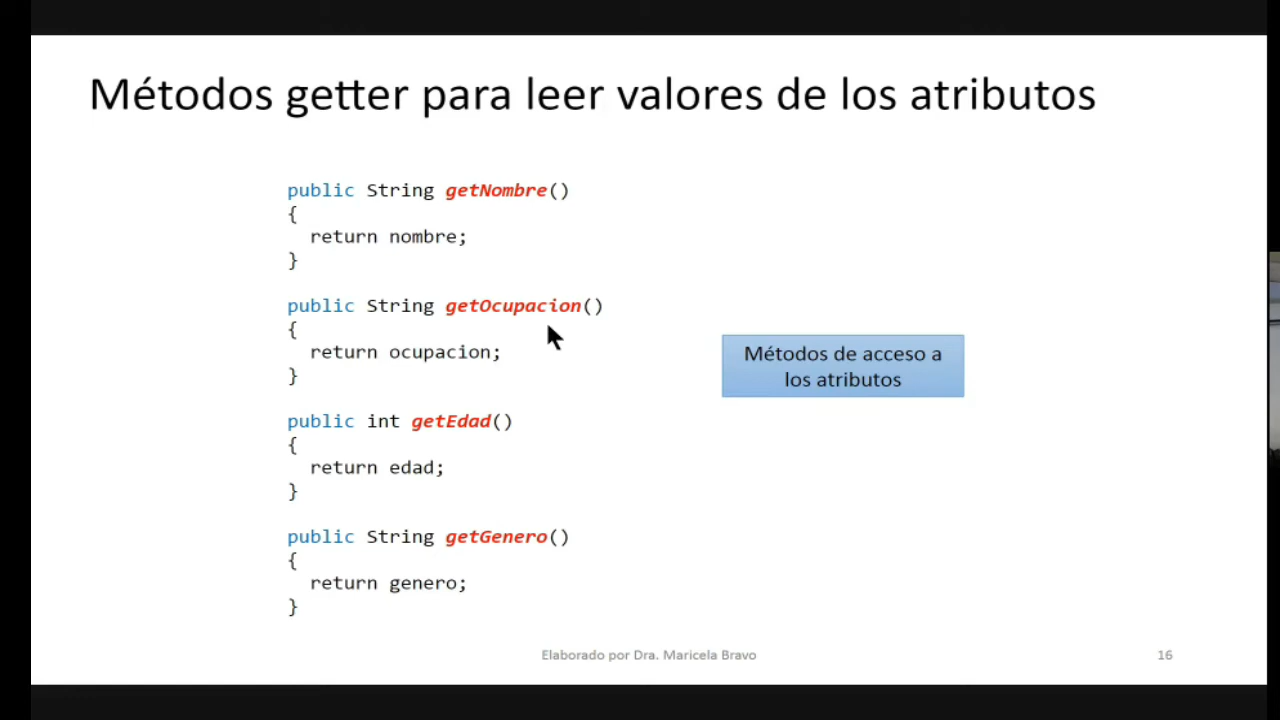 Métodos getter para leer valores de los atributos
public String getNombre()
{
return nombre;
}
public String getOcupacion()
{
return ocupacion;
}
Métodos de acceso a
los atributos
public int getEdad()
{
return edad;
}
public String getGenero()
{
return genero;
}
Elaborado por Dra. Maricela Bravo
16